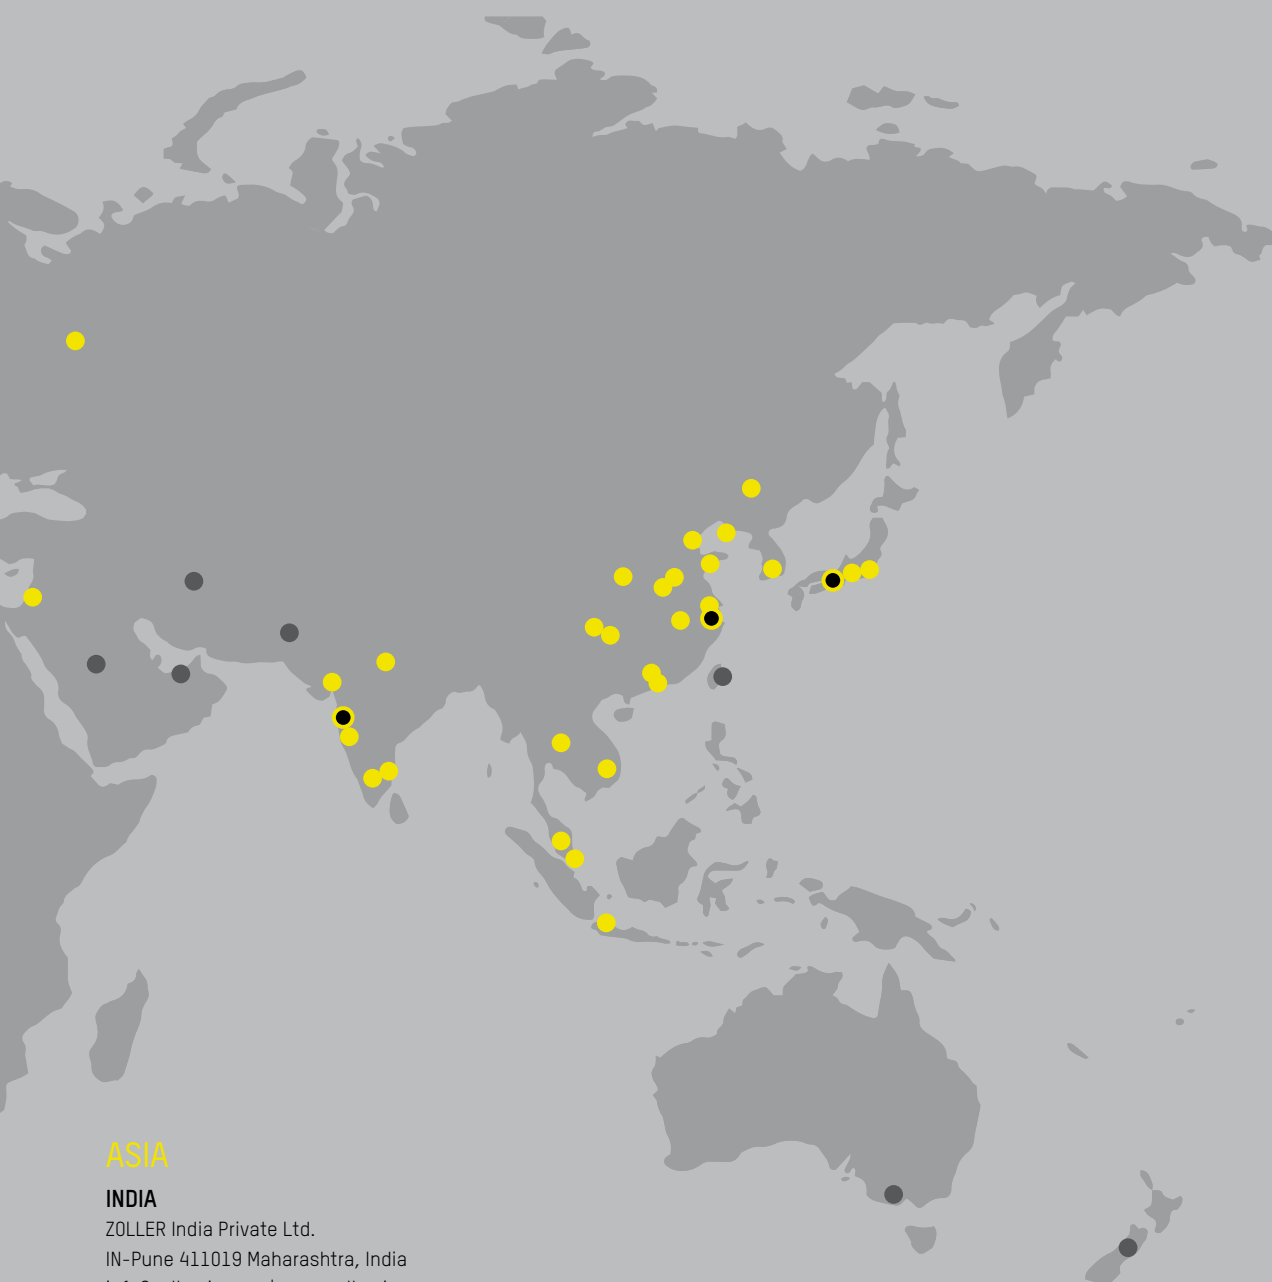 ASIA
INDIA
ZOLLER India Private Ltd.
IN-Pune 411019 Maharashtra, India